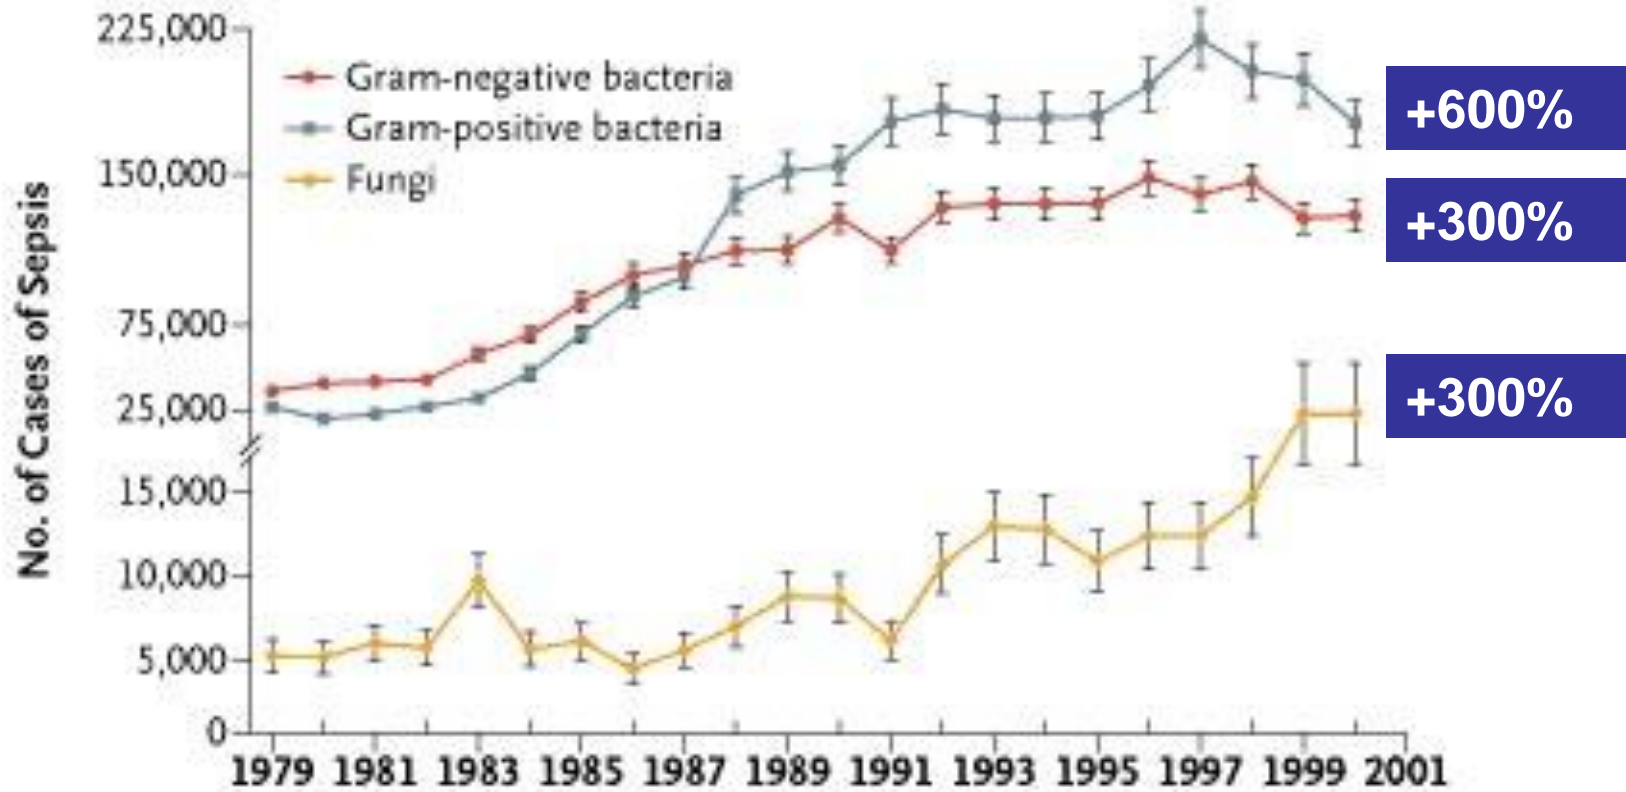 No. of Cases of Sepsis
225,000
150,000
75,000
25,000
15,000
10,000
5,000
0
Gram-negative bacteria
Gram-positive bacteria
Fungi
+600%
+300%
+300%
1979 1981 1983 1985 1987 1989 1991 1993 1995 1997 1999 2001